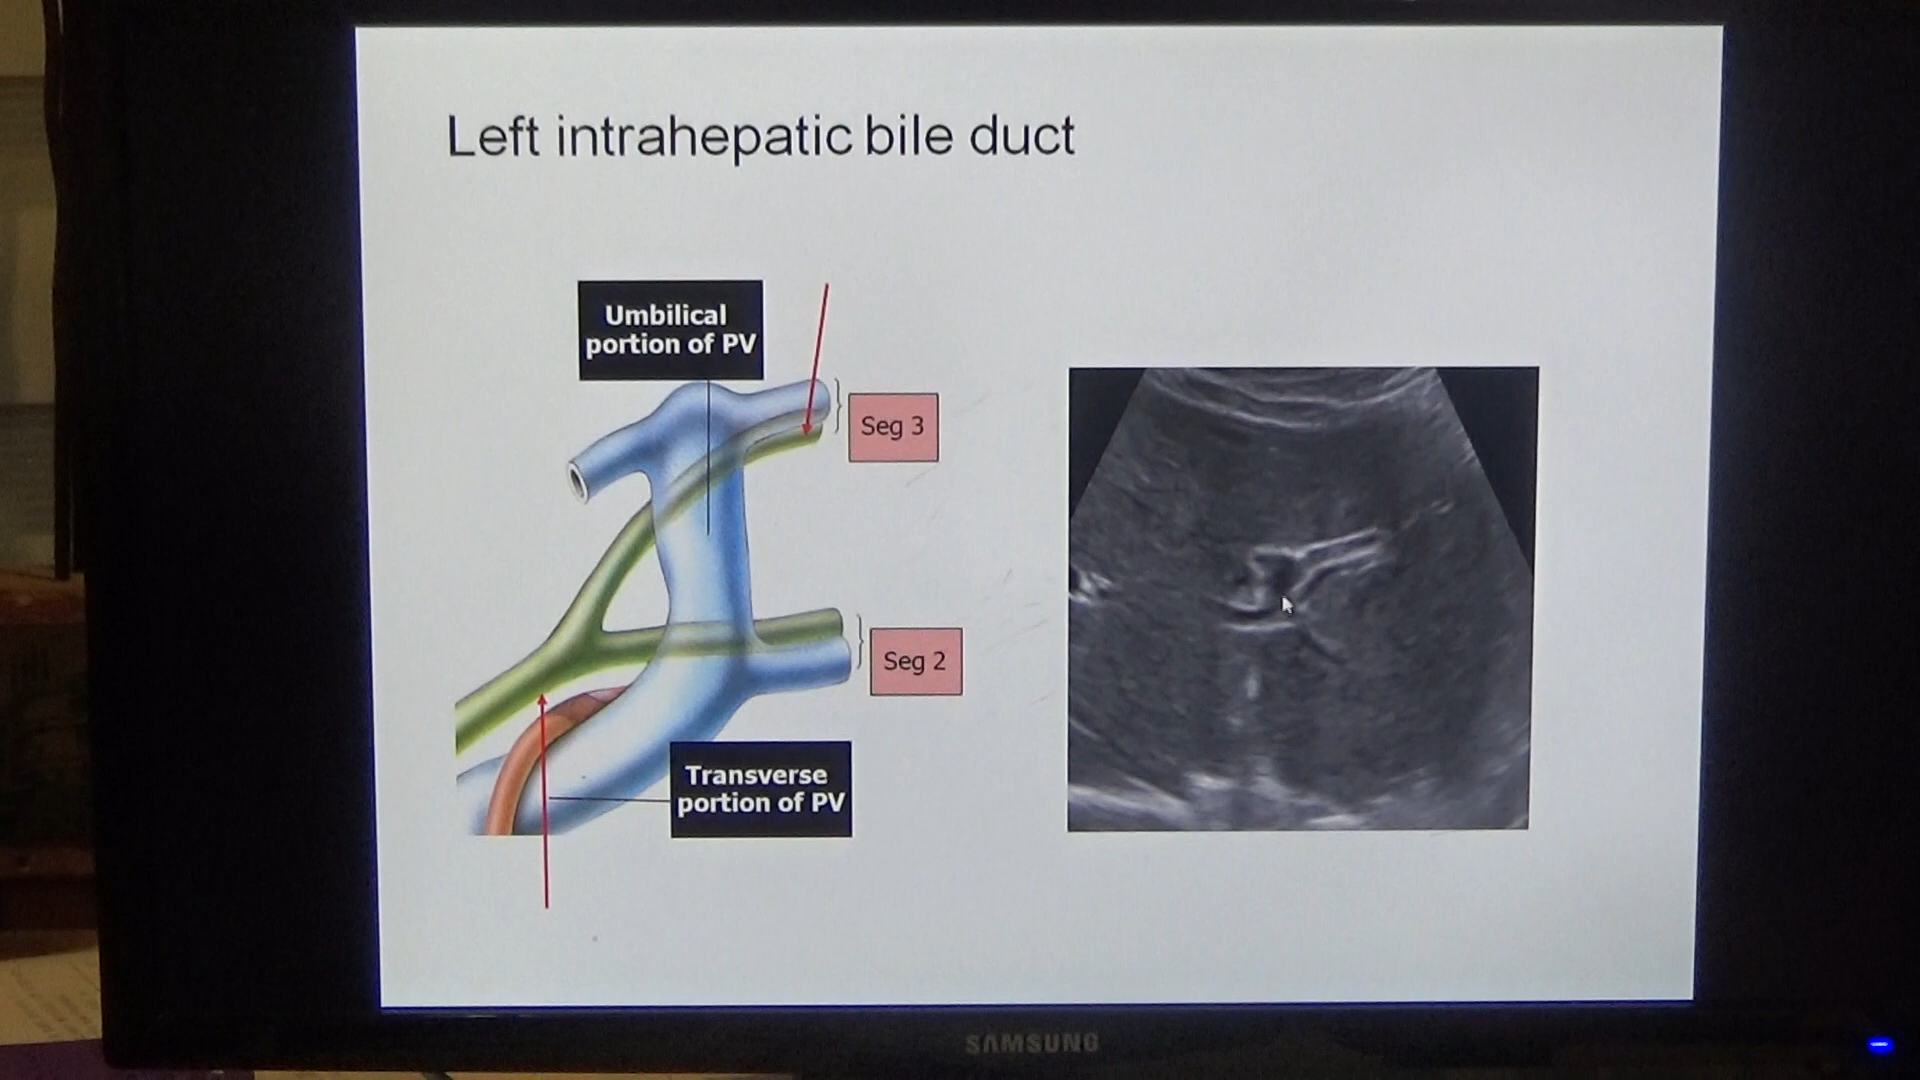 Left intrahepatic bile duct
Umbilical
portion of PV
Seg 3
Seg 2
Transverse
portion of PV
SAMSUNG